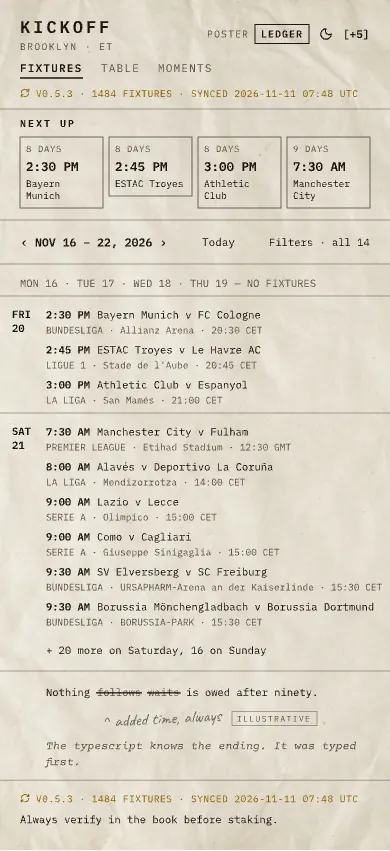 KICKOFF
BROOKLYN · ET
POSTER LEDGER [+5]
FIXTURES TABLE MOMENTS
V0.5.3 · 1484 FIXTURES · SYNCED 2026-11-11 07:48 UTC
NEXT UP
8 DAYS
2:30 PM
Bayern
Munich
8 DAYS
2:45 PM
ESTAC Troyes
8 DAYS
3:00 PM
Athletic
Club
9 DAYS
7:30 AM
Manchester
City
‹ NOV 16 – 22, 2026 › Today Filters · all 14
MON 16 · TUE 17 · WED 18 · THU 19 — NO FIXTURES
FRI
20
2:30 PM Bayern Munich v FC Cologne
BUNDESLIGA · Allianz Arena · 20:30 CET
2:45 PM ESTAC Troyes v Le Havre AC
LIGUE 1 · Stade de l'Aube · 20:45 CET
3:00 PM Athletic Club v Espanyol
LA LIGA · San Mamés · 21:00 CET
SAT
21
7:30 AM Manchester City v Fulham
PREMIER LEAGUE · Etihad Stadium · 12:30 GMT
8:00 AM Alavés v Deportivo La Coruña
LA LIGA · Mendizorrotza · 14:00 CET
9:00 AM Lazio v Lecce
SERIE A · Olimpico · 15:00 CET
9:00 AM Como v Cagliari
SERIE A · Giuseppe Sinigaglia · 15:00 CET
9:30 AM SV Elversberg v SC Freiburg
BUNDESLIGA · URSAPHARM-Arena an der Kaiserlinde · 15:30 CET
9:30 AM Borussia Mönchengladbach v Borussia Dortmund
BUNDESLIGA · BORUSSIA-PARK · 15:30 CET
+ 20 more on Saturday, 16 on Sunday
Nothing follows waits is owed after ninety.
^ added time, always ILLUSTRATIVE
The typescript knows the ending. It was typed
first.
V0.5.3 · 1484 FIXTURES · SYNCED 2026-11-11 07:48 UTC
Always verify in the book before staking.